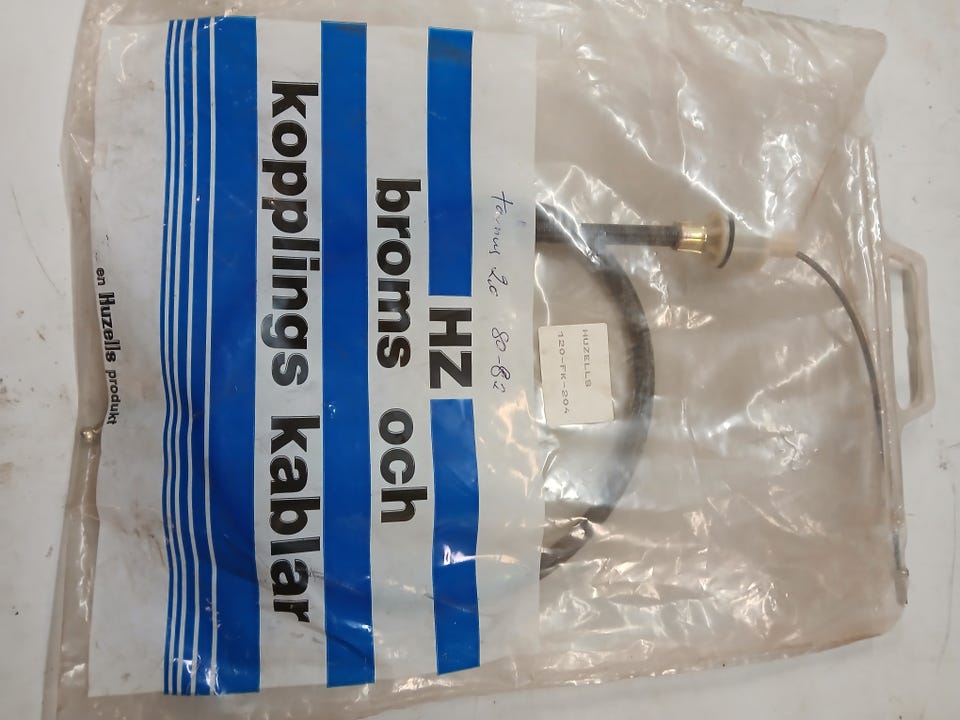 HUZELLS
120-FK-204
taunus 2,0 80-82
HZ
broms och
kopplings kablar
en Huzells produkt